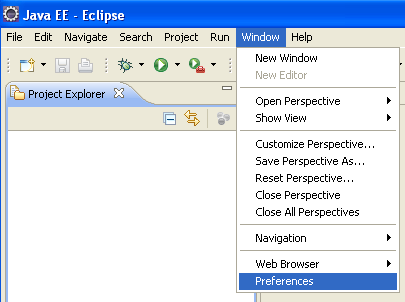 Java EE - Eclipse
File Edit Navigate Search Project Run Window Help
New Window
New Editor
Project Explorer
Open Perspective
Show View
Customize Perspective...
Save Perspective As...
Reset Perspective...
Close Perspective
Close All Perspectives
Navigation
Web Browser
Preferences